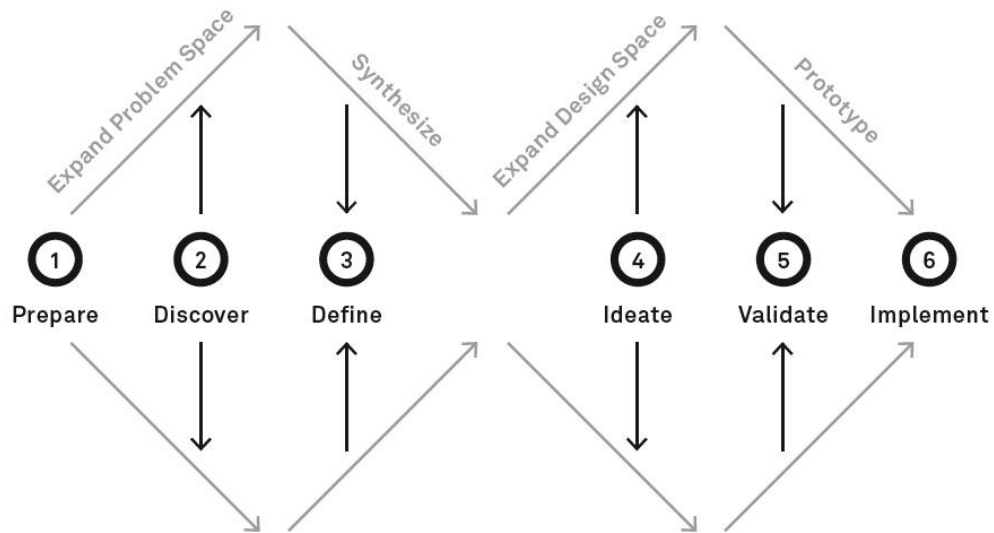 Expand Problem Space
Synthesize
Expand Design Space
Prototype
1
2
3
4
5
6
Prepare
Discover
Define
Ideate
Validate
Implement